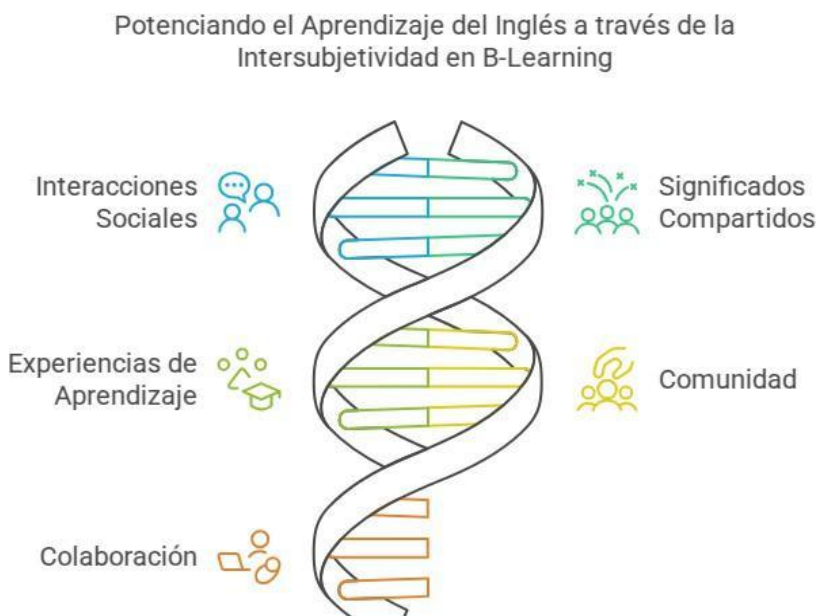 Potenciando el Aprendizaje del Inglés a través de la
Intersubjetividad en B-Learning
Interacciones
Sociales
Significados
Compartidos
Experiencias de
Aprendizaje
Comunidad
Colaboración